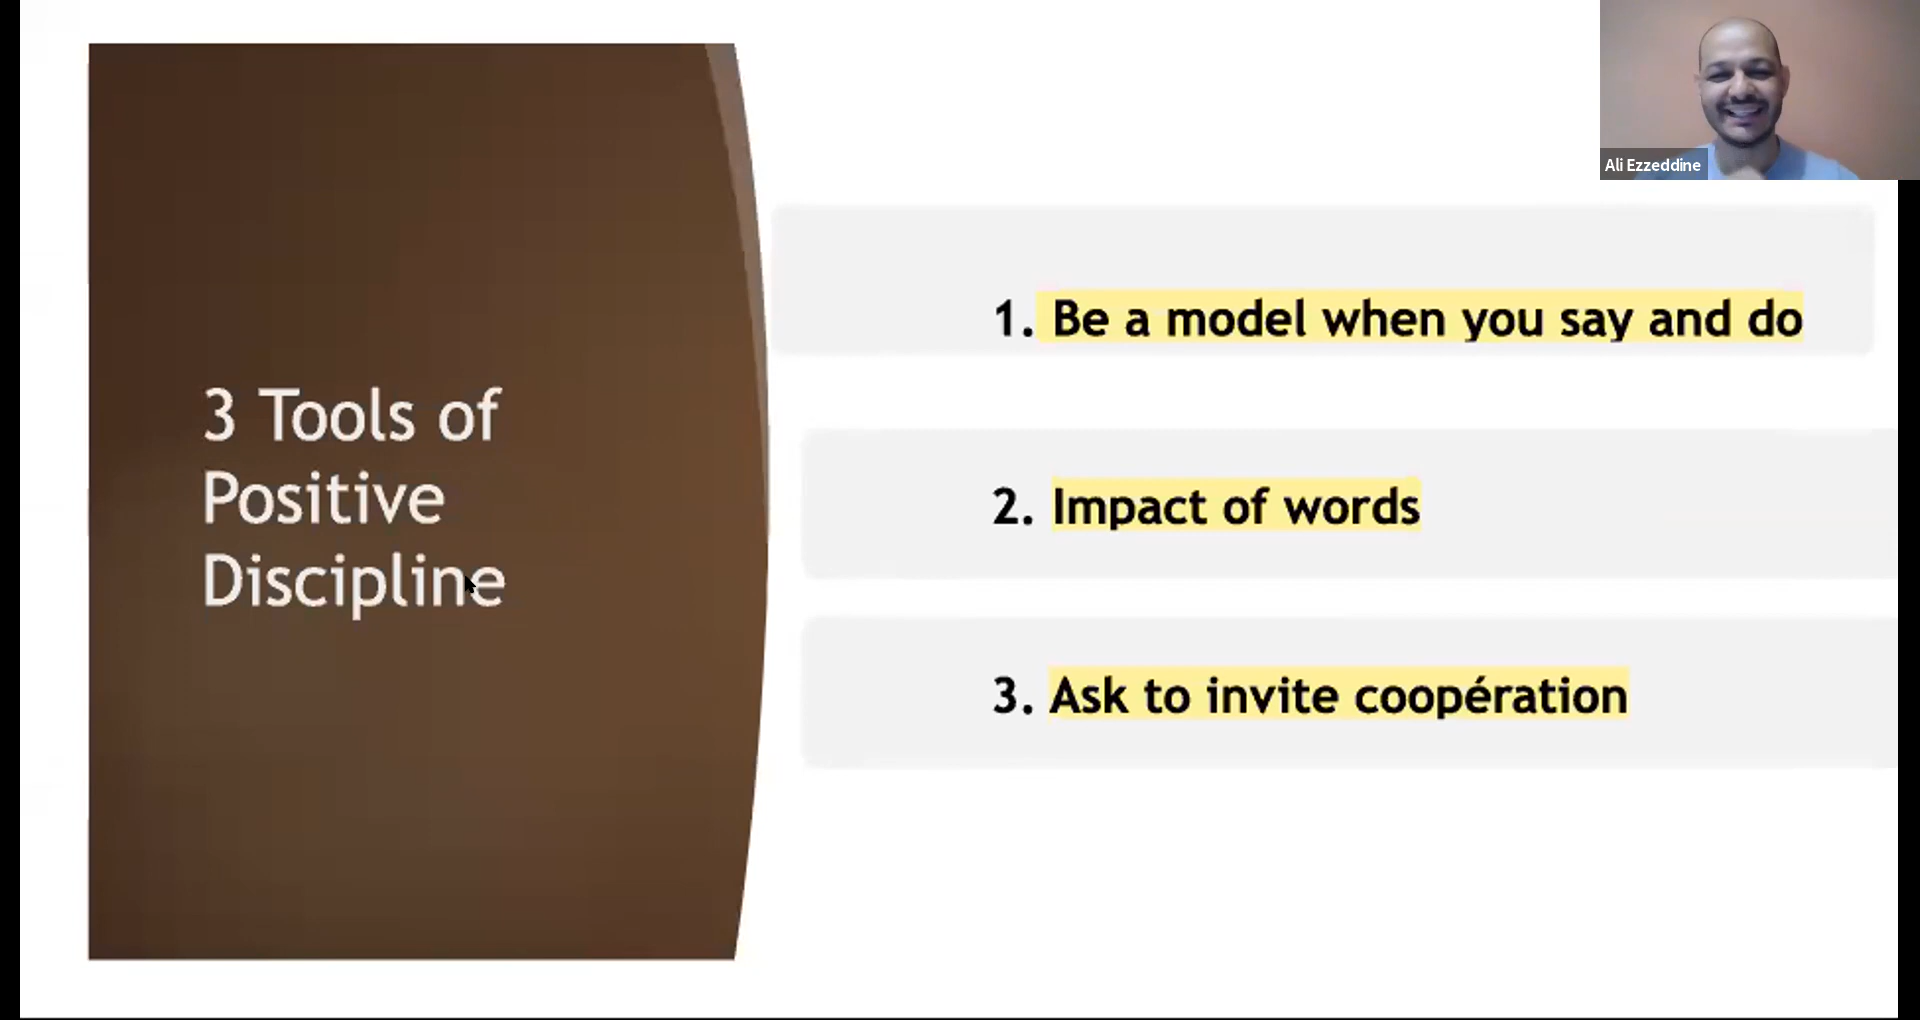 Ali Ezzeddine
3 Tools of
Positive
Discipline
1. Be a model when you say and do
2. Impact of words
3. Ask to invite coopération